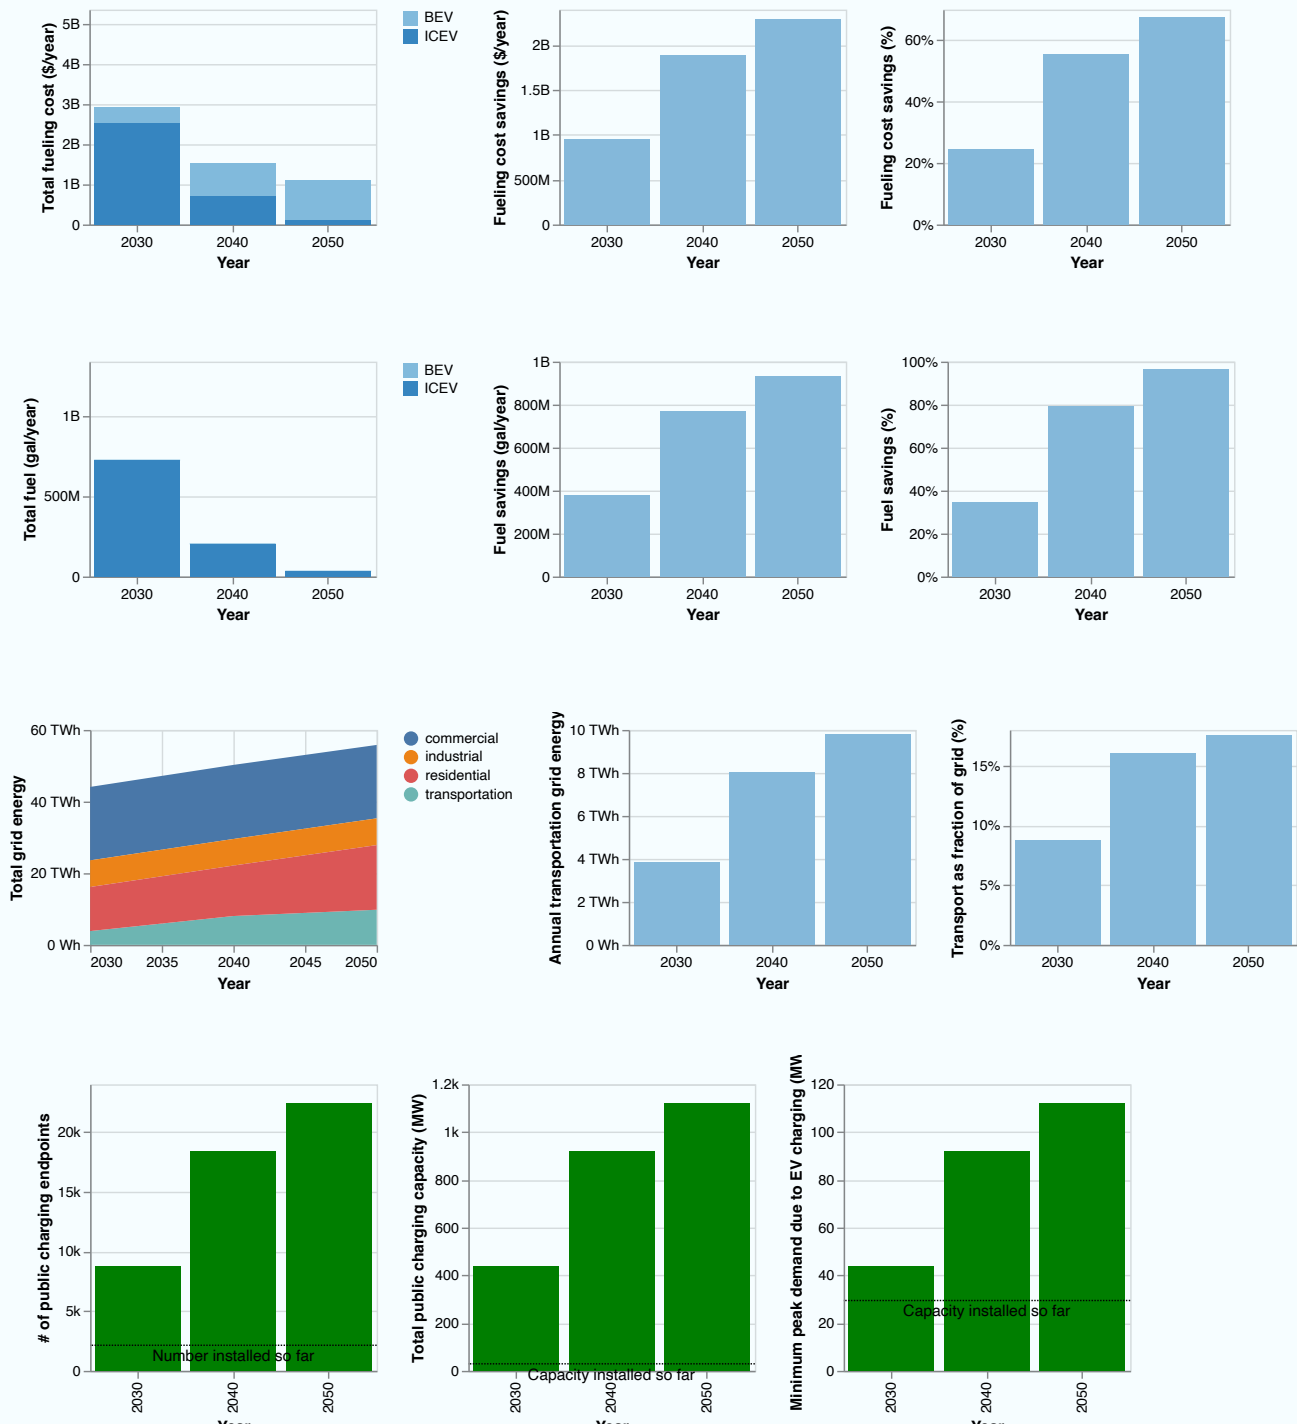 Total fueling cost ($/year)
5B
4B
3B
2B
1B
0
2030 2040 2050
Year
BEV
ICEV
Fueling cost savings ($/year)
2B
1.5B
1B
500M
0
2030 2040 2050
Year
Fueling cost savings (%)
60%
40%
20%
0%
2030 2040 2050
Year
Total fuel (gal/year)
1B
500M
0
2030 2040 2050
Year
BEV
ICEV
Fuel savings (gal/year)
1B
800M
600M
400M
200M
0
2030 2040 2050
Year
Fuel savings (%)
100%
80%
60%
40%
20%
0%
2030 2040 2050
Year
Total grid energy
60 TWh
40 TWh
20 TWh
0 Wh
2030 2035 2040 2045 2050
Year
commercial
industrial
residential
transportation
Annual transportation grid energy
10 TWh
8 TWh
6 TWh
4 TWh
2 TWh
0 Wh
2030 2040 2050
Year
Transport as fraction of grid (%)
15%
10%
5%
0%
2030 2040 2050
Year
# of public charging endpoints
20k
15k
10k
5k
0
Number installed so far
2030 2040 2050
Year
Total public charging capacity (MW)
1.2k
1k
800
600
400
200
0
Capacity installed so far
2030 2040 2050
Year
Minimum peak demand due to EV charging (MW
120
100
80
60
40
20
0
Capacity installed so far
2030 2040 2050
Year